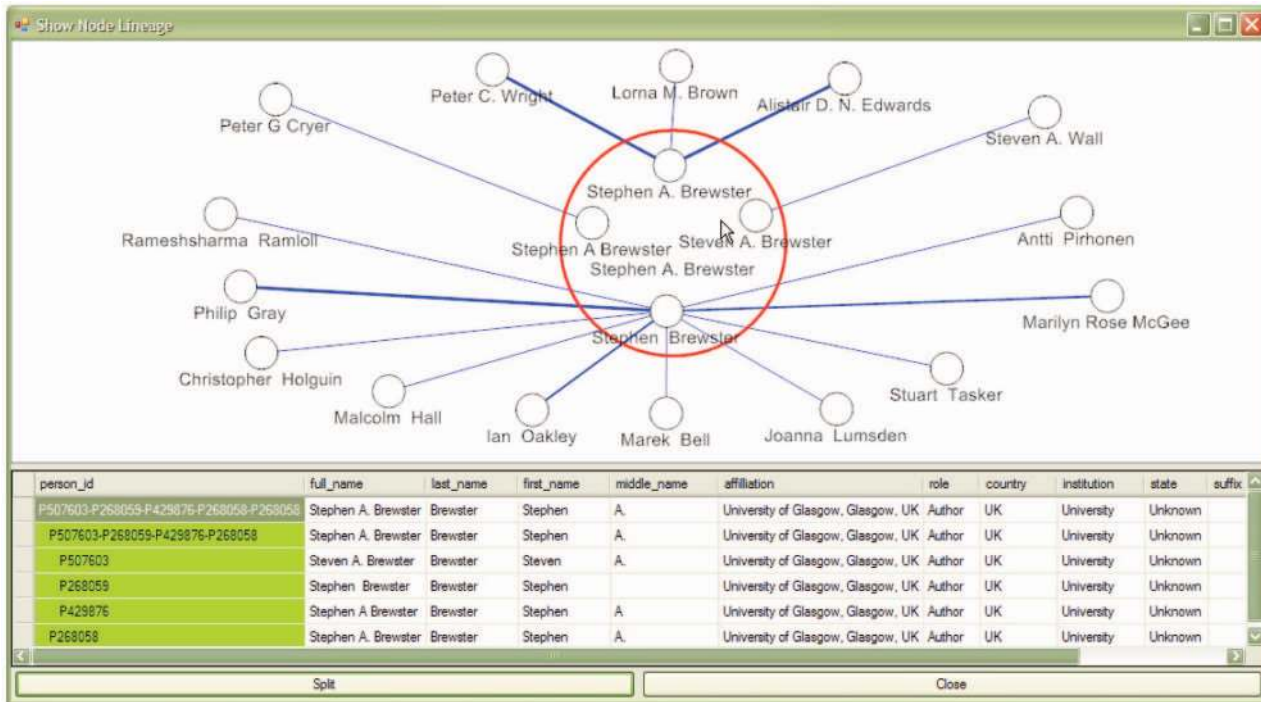 Show Node Lineage
Peter C. Wright
Lorna M. Brown
Alistair D. N. Edwards
Peter G Cryer
Steven A. Wall
Stephen A. Brewster
Rameshsharma Ramloll
Stephen A Brewster
Steven A. Brewster
Antti Pirhonen
Stephen A. Brewster
Philip Gray
Marilyn Rose McGee
Stephen Brewster
Christopher Holguin
Stuart Tasker
Malcolm Hall
Ian Oakley
Marek Bell
Joanna Lumsden
person_id full_name last_name first_name middle_name affiliation role country institution state suffix
P507603-P268059-P429876-P268058-P268058 Stephen A. Brewster Brewster Stephen A. University of Glasgow, Glasgow, UK Author UK University Unknown
P507603-P268059-P429876-P268058 Stephen A. Brewster Brewster Stephen A. University of Glasgow, Glasgow, UK Author UK University Unknown
P507603 Steven A. Brewster Brewster Steven A. University of Glasgow, Glasgow, UK Author UK University Unknown
P268059 Stephen Brewster Brewster Stephen University of Glasgow, Glasgow, UK Author UK University Unknown
P429876 Stephen A Brewster Brewster Stephen A University of Glasgow, Glasgow, UK Author UK University Unknown
P268058 Stephen A. Brewster Brewster Stephen A. University of Glasgow, Glasgow, UK Author UK University Unknown
Split Close